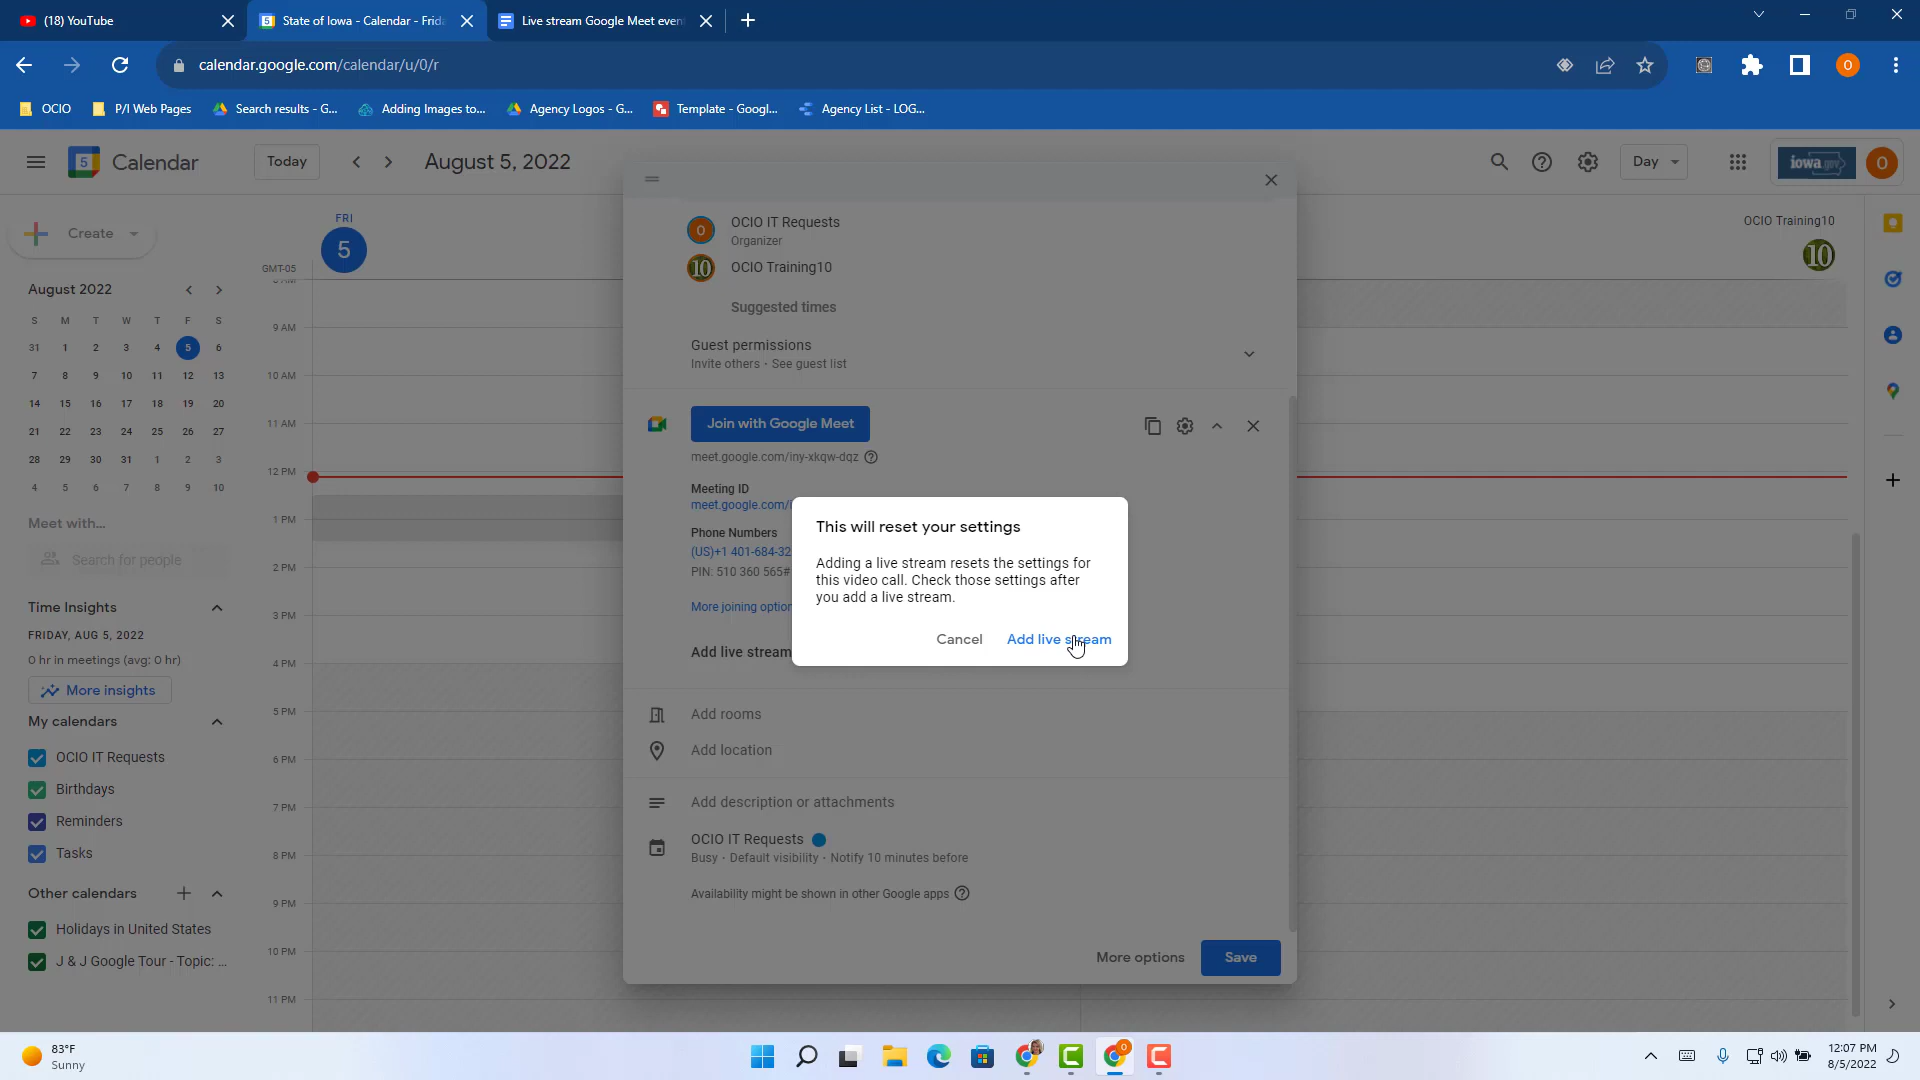 (18) YouTube
State of Iowa - Calendar - Frid
Live stream Google Meet even
calendar.google.com/calendar/u/0/r
O
OCIO
P/I Web Pages
Search results - G...
Adding Images to...
Agency Logos - G...
Template - Googl...
Agency List - LOG...
5
Calendar
Today
August 5, 2022
Day
iowa.gov
O
Create
FRI
5
GMT-05
OCIO Training10
10
August 2022
S M T W T F S
31 1 2 3 4 5 6
7 8 9 10 11 12 13
14 15 16 17 18 19 20
21 22 23 24 25 26 27
28 29 30 31 1 2 3
4 5 6 7 8 9 10
Meet with...
Search for people
Time Insights
FRIDAY, AUG 5, 2022
0 hr in meetings (avg: 0 hr)
More insights
My calendars
OCIO IT Requests
Birthdays
Reminders
Tasks
Other calendars
Holidays in United States
J & J Google Tour - Topic: ...
9 AM
10 AM
11 AM
12 PM
1 PM
2 PM
3 PM
4 PM
5 PM
6 PM
7 PM
8 PM
9 PM
10 PM
11 PM
O
OCIO IT Requests
Organizer
10
OCIO Training10
Suggested times
Guest permissions
Invite others · See guest list
Join with Google Meet
meet.google.com/iny-xkqw-dqz
Meeting ID
meet.google.com/
Phone Numbers
(US)+1 401-684-32
PIN: 510 360 565#
More joining option
Add live stream
This will reset your settings
Adding a live stream resets the settings for
this video call. Check those settings after
you add a live stream.
Cancel
Add live stream
Add rooms
Add location
Add description or attachments
OCIO IT Requests
Busy · Default visibility · Notify 10 minutes before
Availability might be shown in other Google apps
More options
Save
83°F
Sunny
12:07 PM
8/5/2022